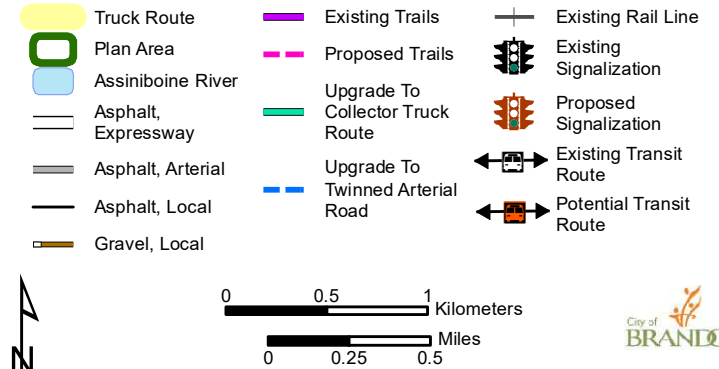 Truck Route
Plan Area
Assiniboine River
Asphalt,
Expressway
Asphalt, Arterial
Asphalt, Local
Gravel, Local
Existing Trails
Proposed Trails
Upgrade To
Collector Truck
Route
Upgrade To
Twinned Arterial
Road
Existing Rail Line
Existing
Signalization
Proposed
Signalization
Existing Transit
Route
Potential Transit
Route
N
0 0.5 1
Kilometers
Miles
0 0.25 0.5
City of
BRANDO